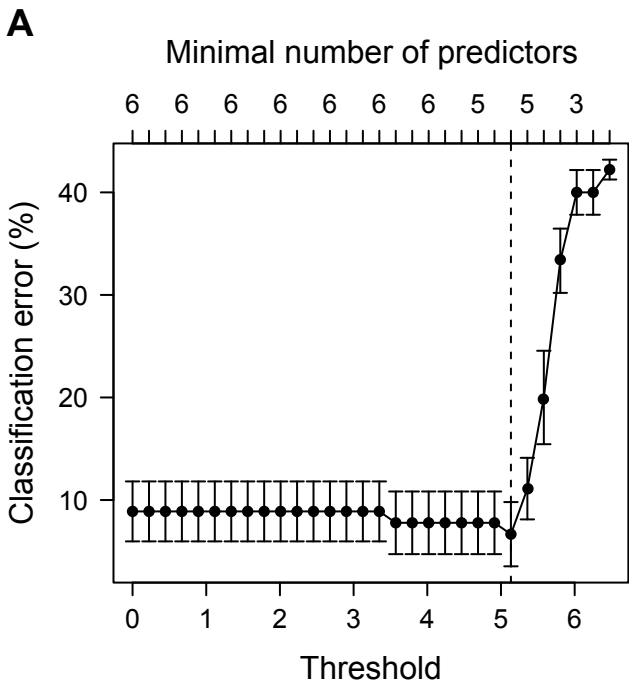 A
Minimal number of predictors
6 6 6 6 6 6 6 5 5 3
40
30
20
10
Classification error (%)
0 1 2 3 4 5 6
Threshold